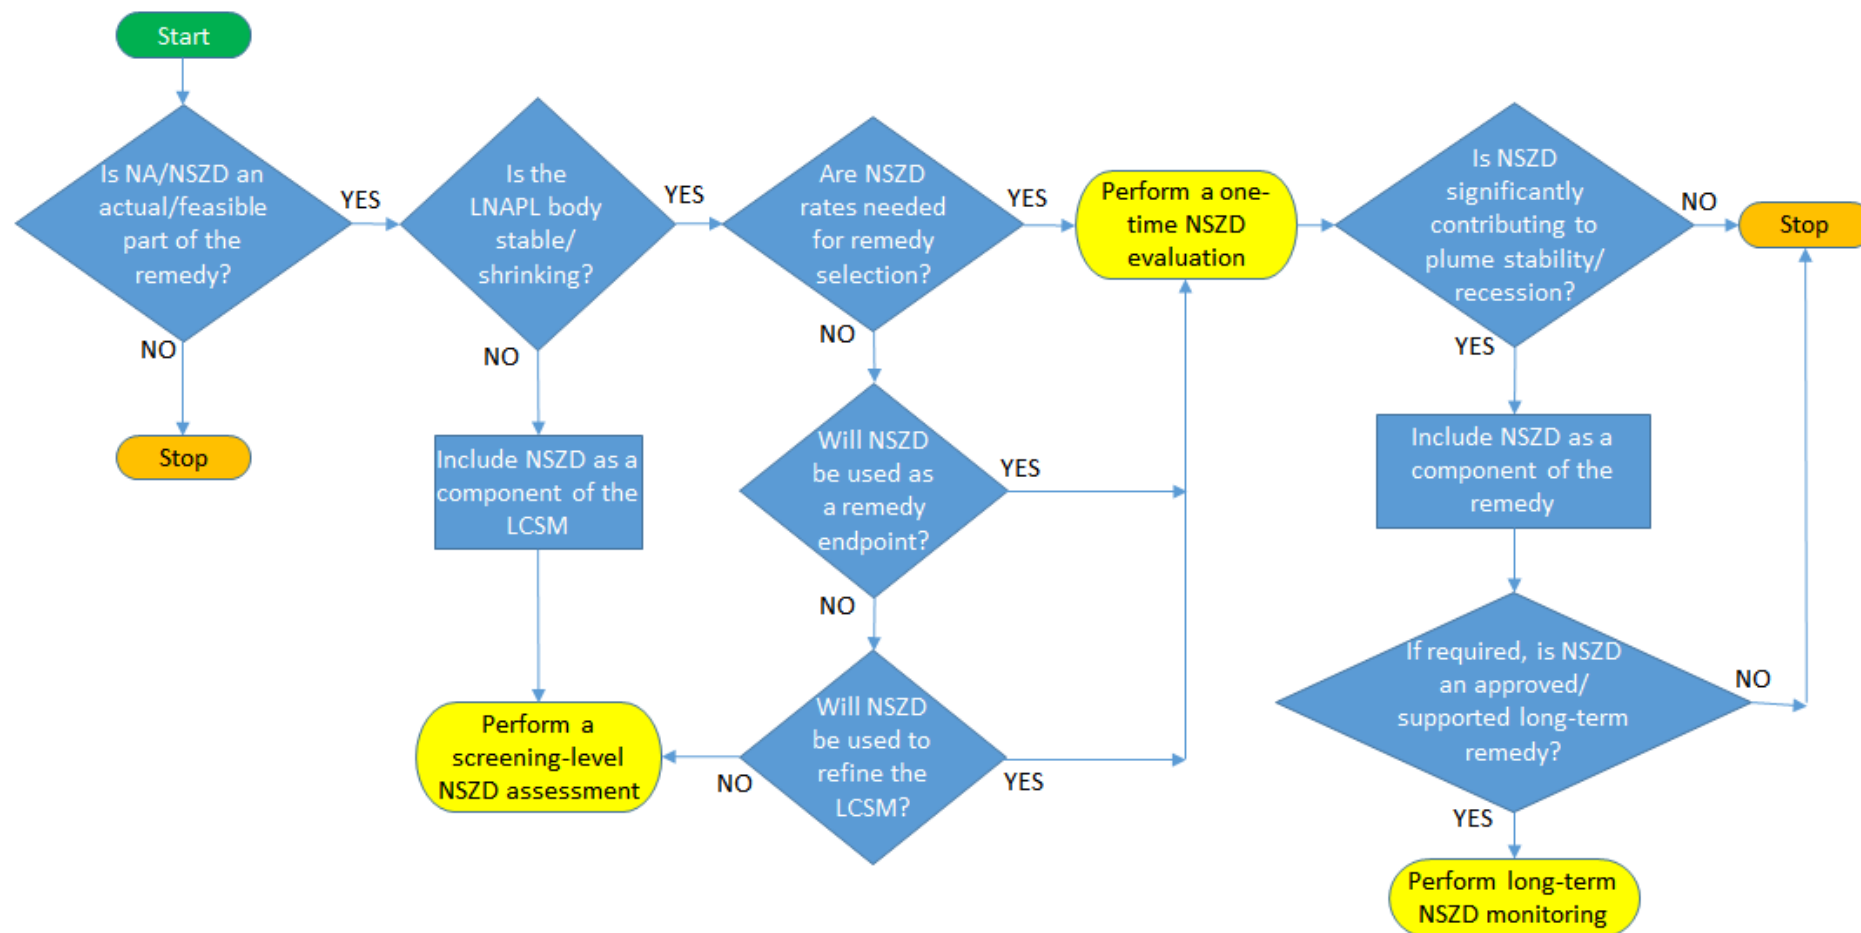 Start
Is NA/NSZD an
actual/feasible
part of the
remedy?
YES
NO
Stop
Is the
LNAPL body
stable/
shrinking?
YES
NO
Include NSZD as a
component of the
LCSM
Perform a
screening-level
NSZD assessment
Are NSZD
rates needed
for remedy
selection?
YES
NO
Will NSZD
be used as
a remedy
endpoint?
YES
NO
Will NSZD
be used to
refine the
LCSM?
NO
YES
Perform a one-
time NSZD
evaluation
Is NSZD
significantly
contributing to
plume stability/
recession?
NO
Stop
YES
Include NSZD as a
component of the
remedy
If required, is NSZD
an approved/
supported long-term
remedy?
NO
YES
Perform long-term
NSZD monitoring